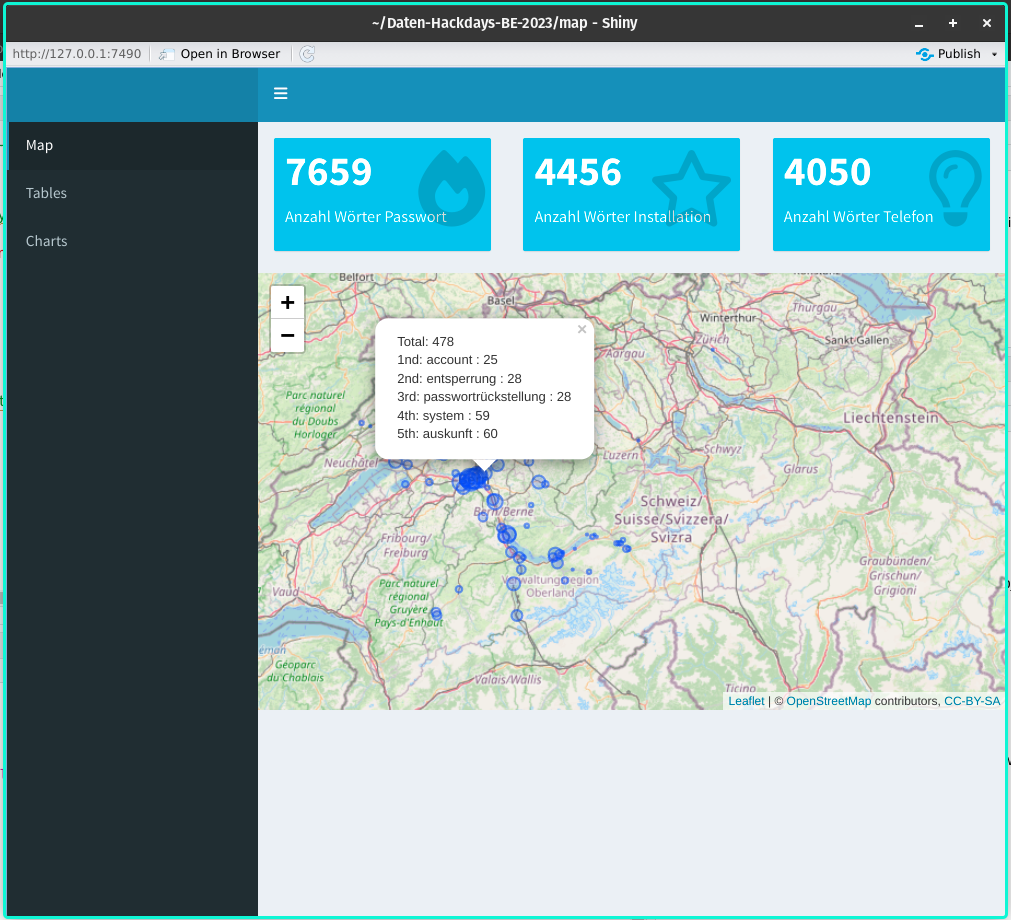 ~/Daten-Hackdays-BE-2023/map - Shiny
http://127.0.0.1:7490
Open in Browser
Publish
Map
Tables
Charts
7659
Anzahl Wörter Passwort
4456
Anzahl Wörter Installation
4050
Anzahl Wörter Telefon
+
−
Belfort
Basel
Winterthur
Thurgau
Zürich
Sankt Gallen
Aargau
×
Total: 478
1nd: account : 25
2nd: entsperrung : 28
3rd: passwortrückstellung : 28
4th: system : 59
5th: auskunft : 60
Parc naturel
régional
du Doubs
Horloger
Liechtenstein
Neuchâtel
Luzern
Schwyz
Glarus
Schweiz/
Suisse/Svizzera/
Svizra
Bern/Berne
Fribourg/
Freiburg
Graubünden/
Grischun/
Grigioni
Verwaltungsregion
Oberland
Vaud
Parc naturel
régional
Gruyère
Pays-d'Enhaut
eman
Géoparc
du Chablais
Valais/Wallis
Ticino
Leaflet | © OpenStreetMap contributors, CC-BY-SA